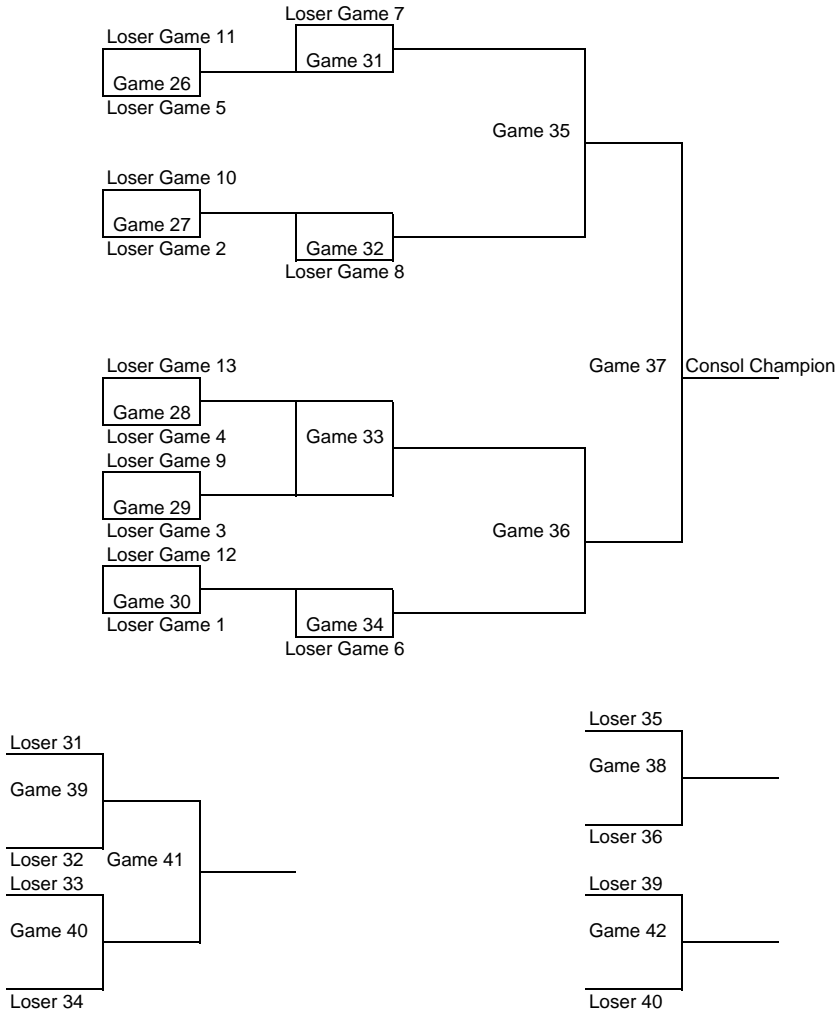 Loser Game 7
Loser Game 11
Game 31
Game 26
Loser Game 5
Game 35
Loser Game 10
Game 27
Loser Game 2
Game 32
Loser Game 8
Loser Game 13
Game 37
Consol Champion
Game 28
Loser Game 4
Game 33
Loser Game 9
Game 29
Loser Game 3
Game 36
Loser Game 12
Game 30
Loser Game 1
Game 34
Loser Game 6
Loser 35
Loser 31
Game 38
Game 39
Loser 36
Loser 32
Game 41
Loser 33
Loser 39
Game 40
Game 42
Loser 34
Loser 40